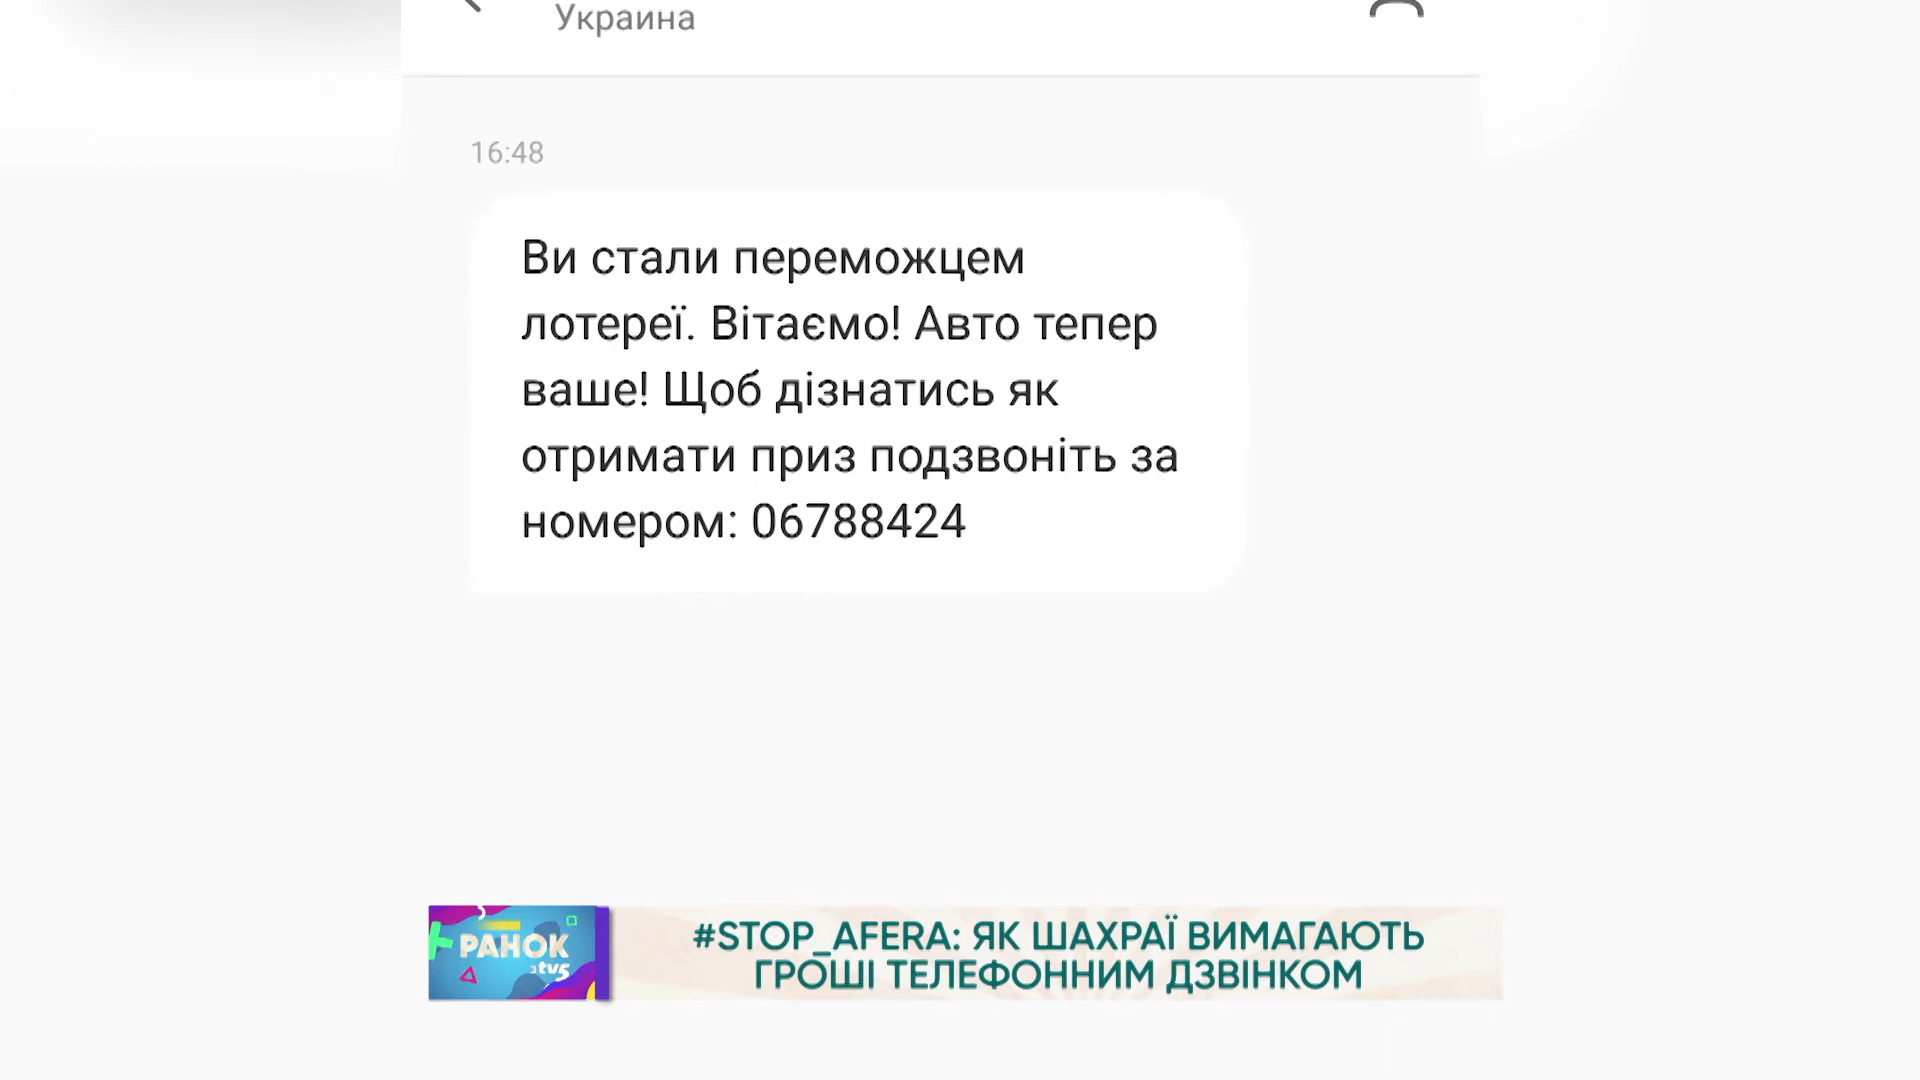 Украина
16:48
Ви стали переможцем
лотереї. Вітаємо! Авто тепер
ваше! Щоб дізнатись як
отримати приз подзвоніть за
номером: 06788424
РАНОК
з tv5
#STOP_AFERA: ЯК ШАХРАЇ ВИМАГАЮТЬ
ГРОШІ ТЕЛЕФОННИМ ДЗВІНКОМ